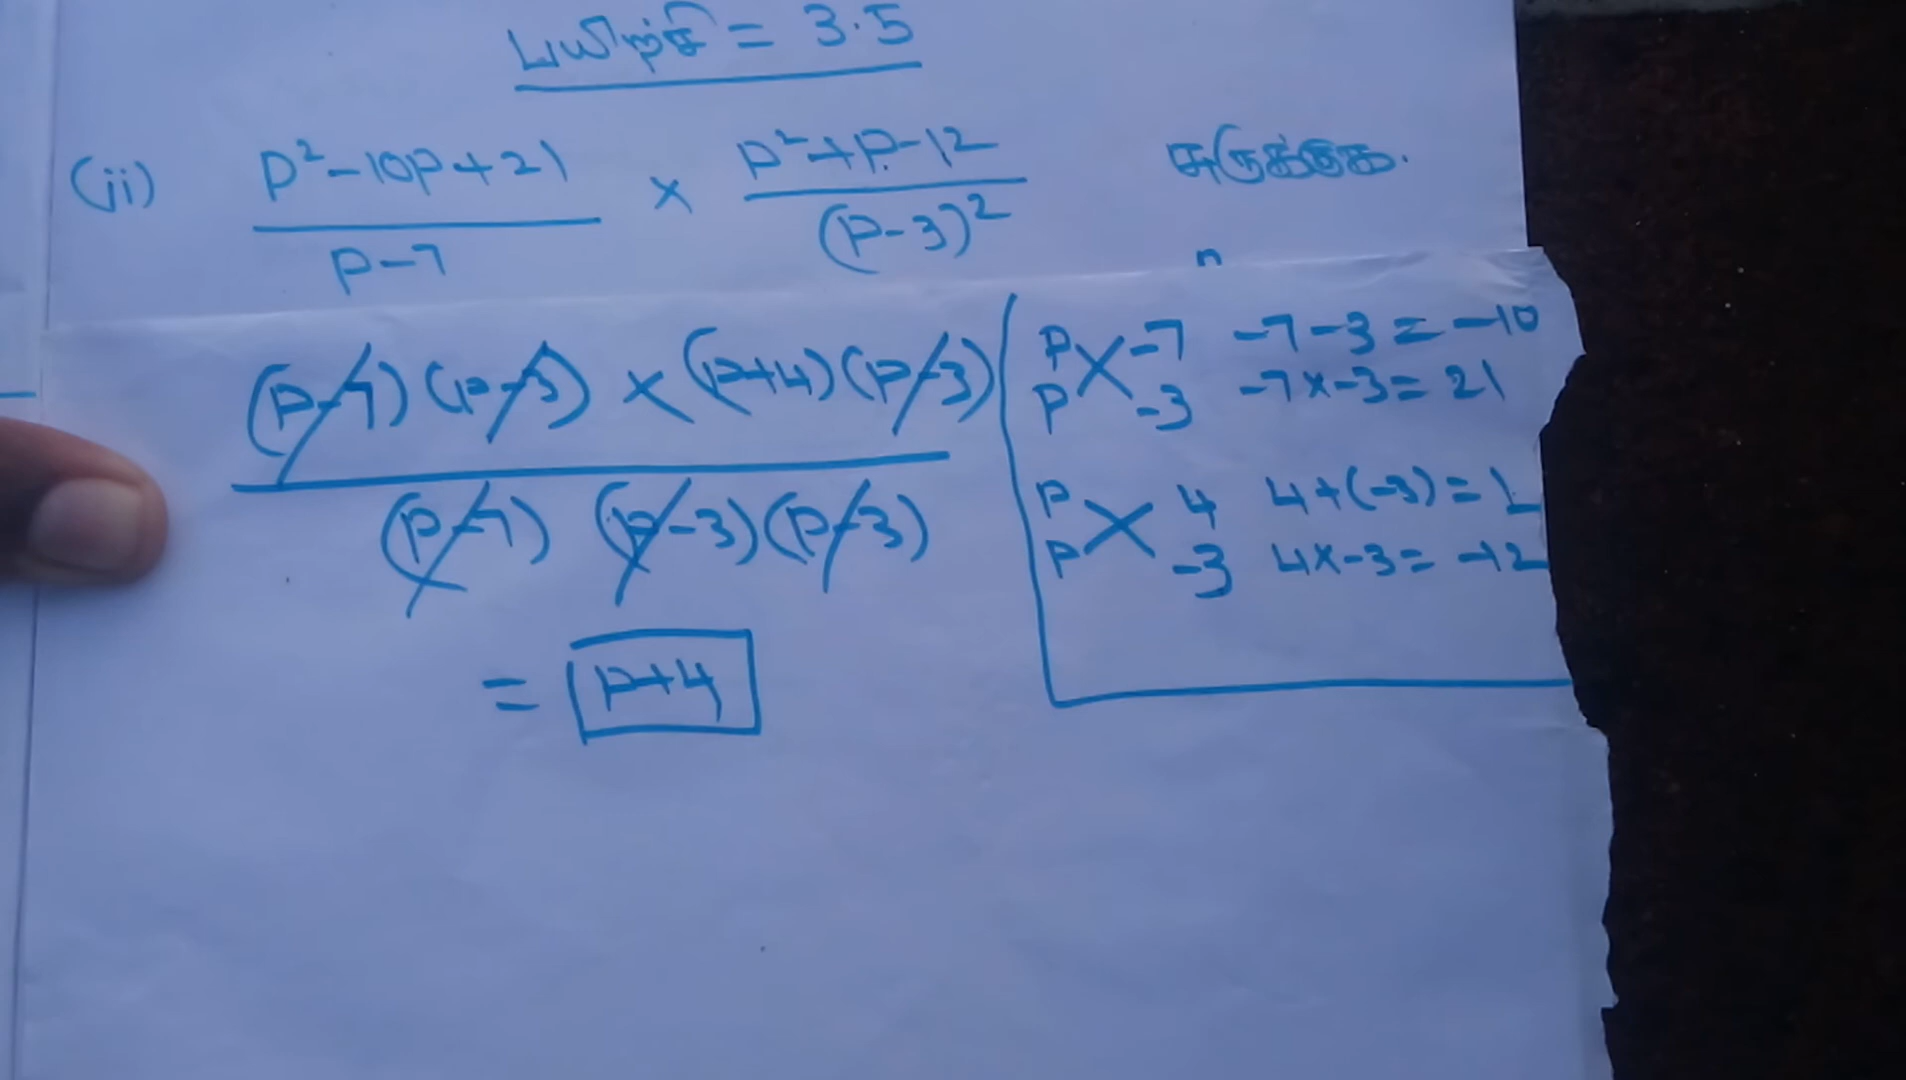 பயிற்சி = 3.5
(ii) p²-10p+21 / p-7 × p²+p-12 / (p-3)² சுருக்குக.
(p-7)(p-3) × (p+4)(p-3)
(p-7) (p-3)(p-3)
= p+4
p -7 -7-3 = -10
p -3 -7×-3 = 21
p 4 4+(-3) = 1
p -3 4×-3 = -12